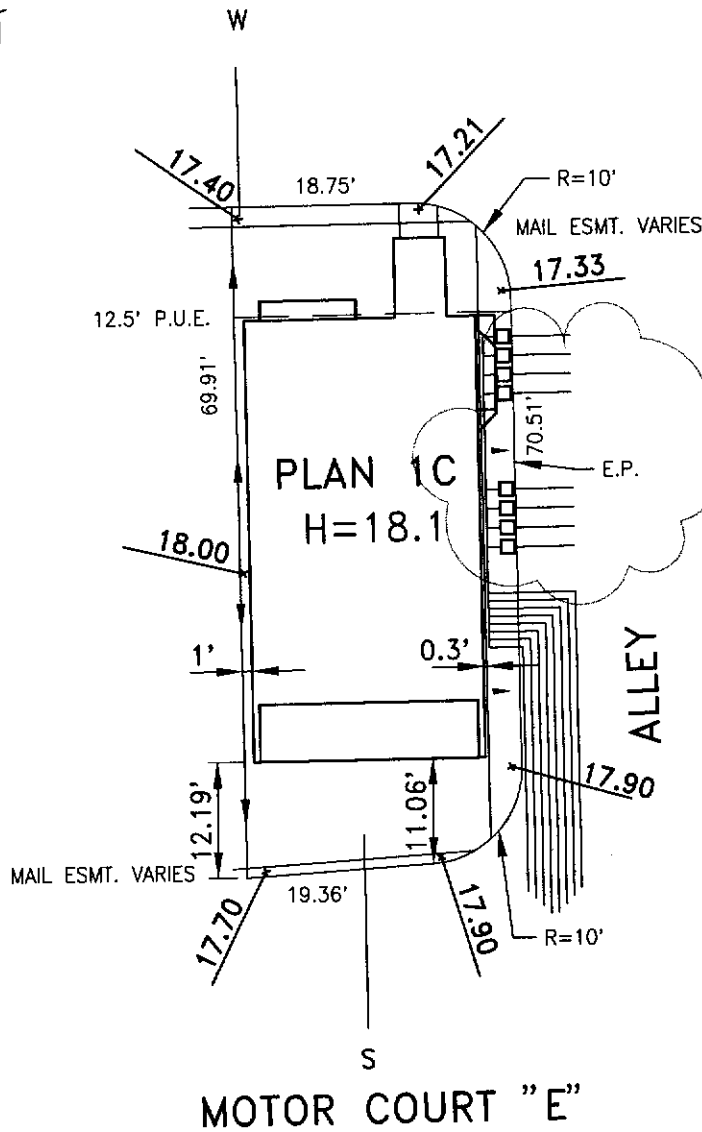 W
17.40
18.75'
17.21
R=10'
MAIL ESMT. VARIES
17.33
12.5' P.U.E.
69.91'
70.51'
E.P.
PLAN 1C
H=18.1
18.00
1'
0.3'
ALLEY
17.90
12.19'
11.06'
MAIL ESMT. VARIES
19.36'
17.70
17.90
R=10'
S
MOTOR COURT "E"